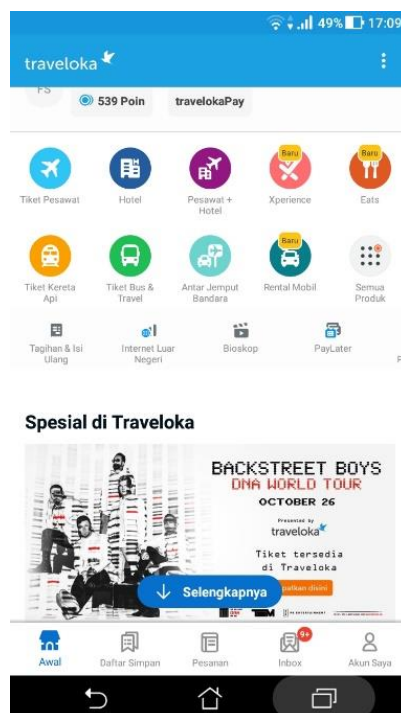 49% 17:09
traveloka
FS
539 Poin travelokaPay
Baru Baru
Tiket Pesawat Hotel Pesawat + Xperience Eats
Hotel
Baru
Tiket Kereta Tiket Bus & Antar Jemput Rental Mobil Semua
Api Travel Bandara Produk
Tagihan & Isi Internet Luar Bioskop PayLater
Ulang Negeri
Spesial di Traveloka
BACKSTREET BOYS
DNA WORLD TOUR
OCTOBER 26
Presented by
traveloka
Tiket tersedia
di Traveloka
Selengkapnya
disini
9+
Awal Daftar Simpan Pesanan Inbox Akun Saya